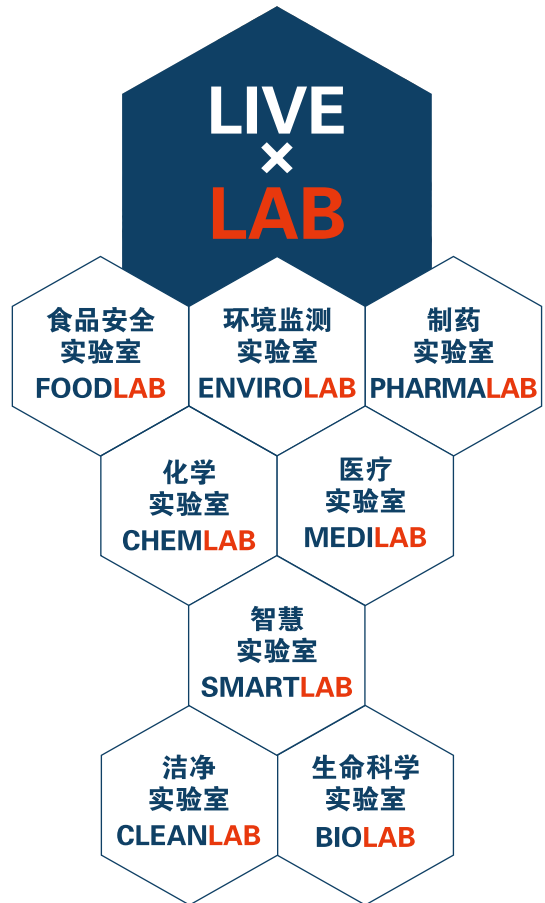 LIVE
×
LAB
食品安全
实验室
FOODLAB
环境监测
实验室
ENVIROLAB
制药
实验室
PHARMALAB
化学
实验室
CHEMLAB
医疗
实验室
MEDILAB
智慧
实验室
SMARTLAB
洁净
实验室
CLEANLAB
生命科学
实验室
BIOLAB